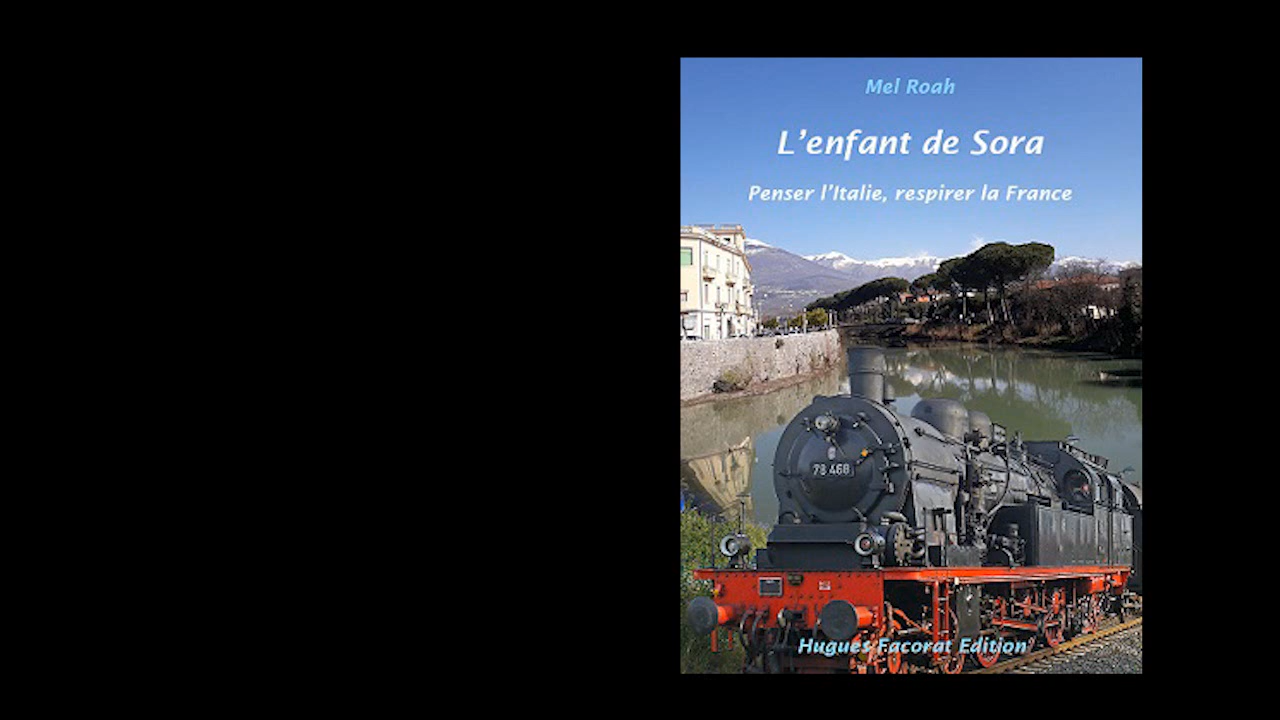 Mel Roah
L'enfant de Sora
Penser l'Italie, respirer la France
78 468
Hugues Facorat Edition